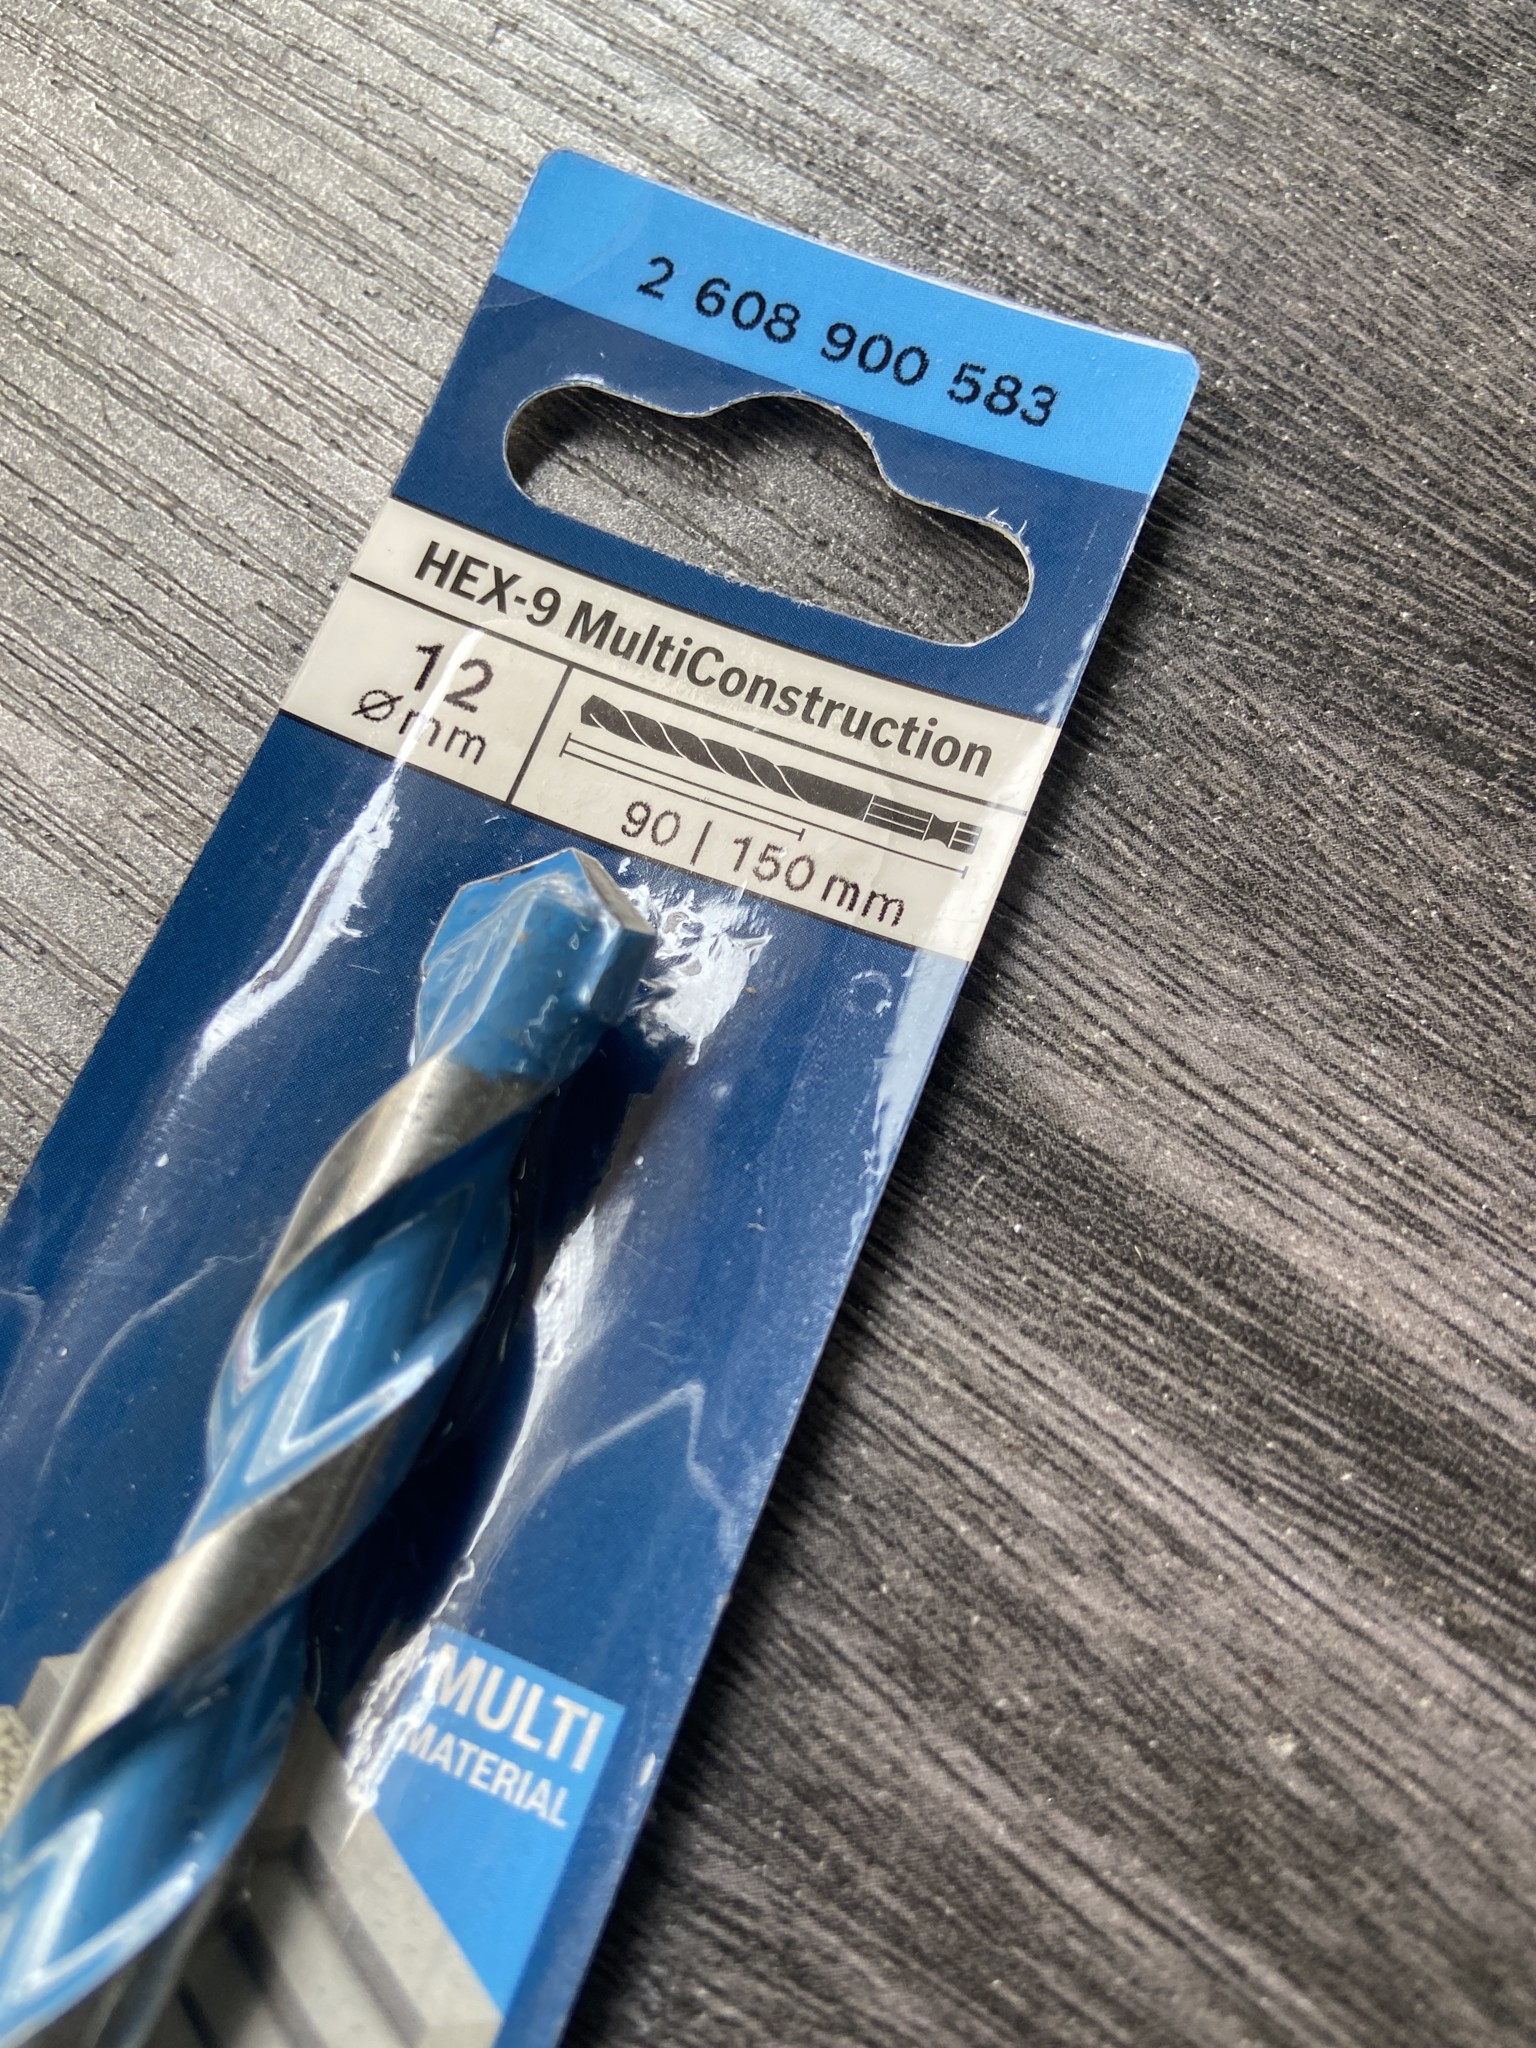 2 608 900 583
HEX-9 MultiConstruction
12
⌀mm
90 | 150 mm
MULTI
MATERIAL